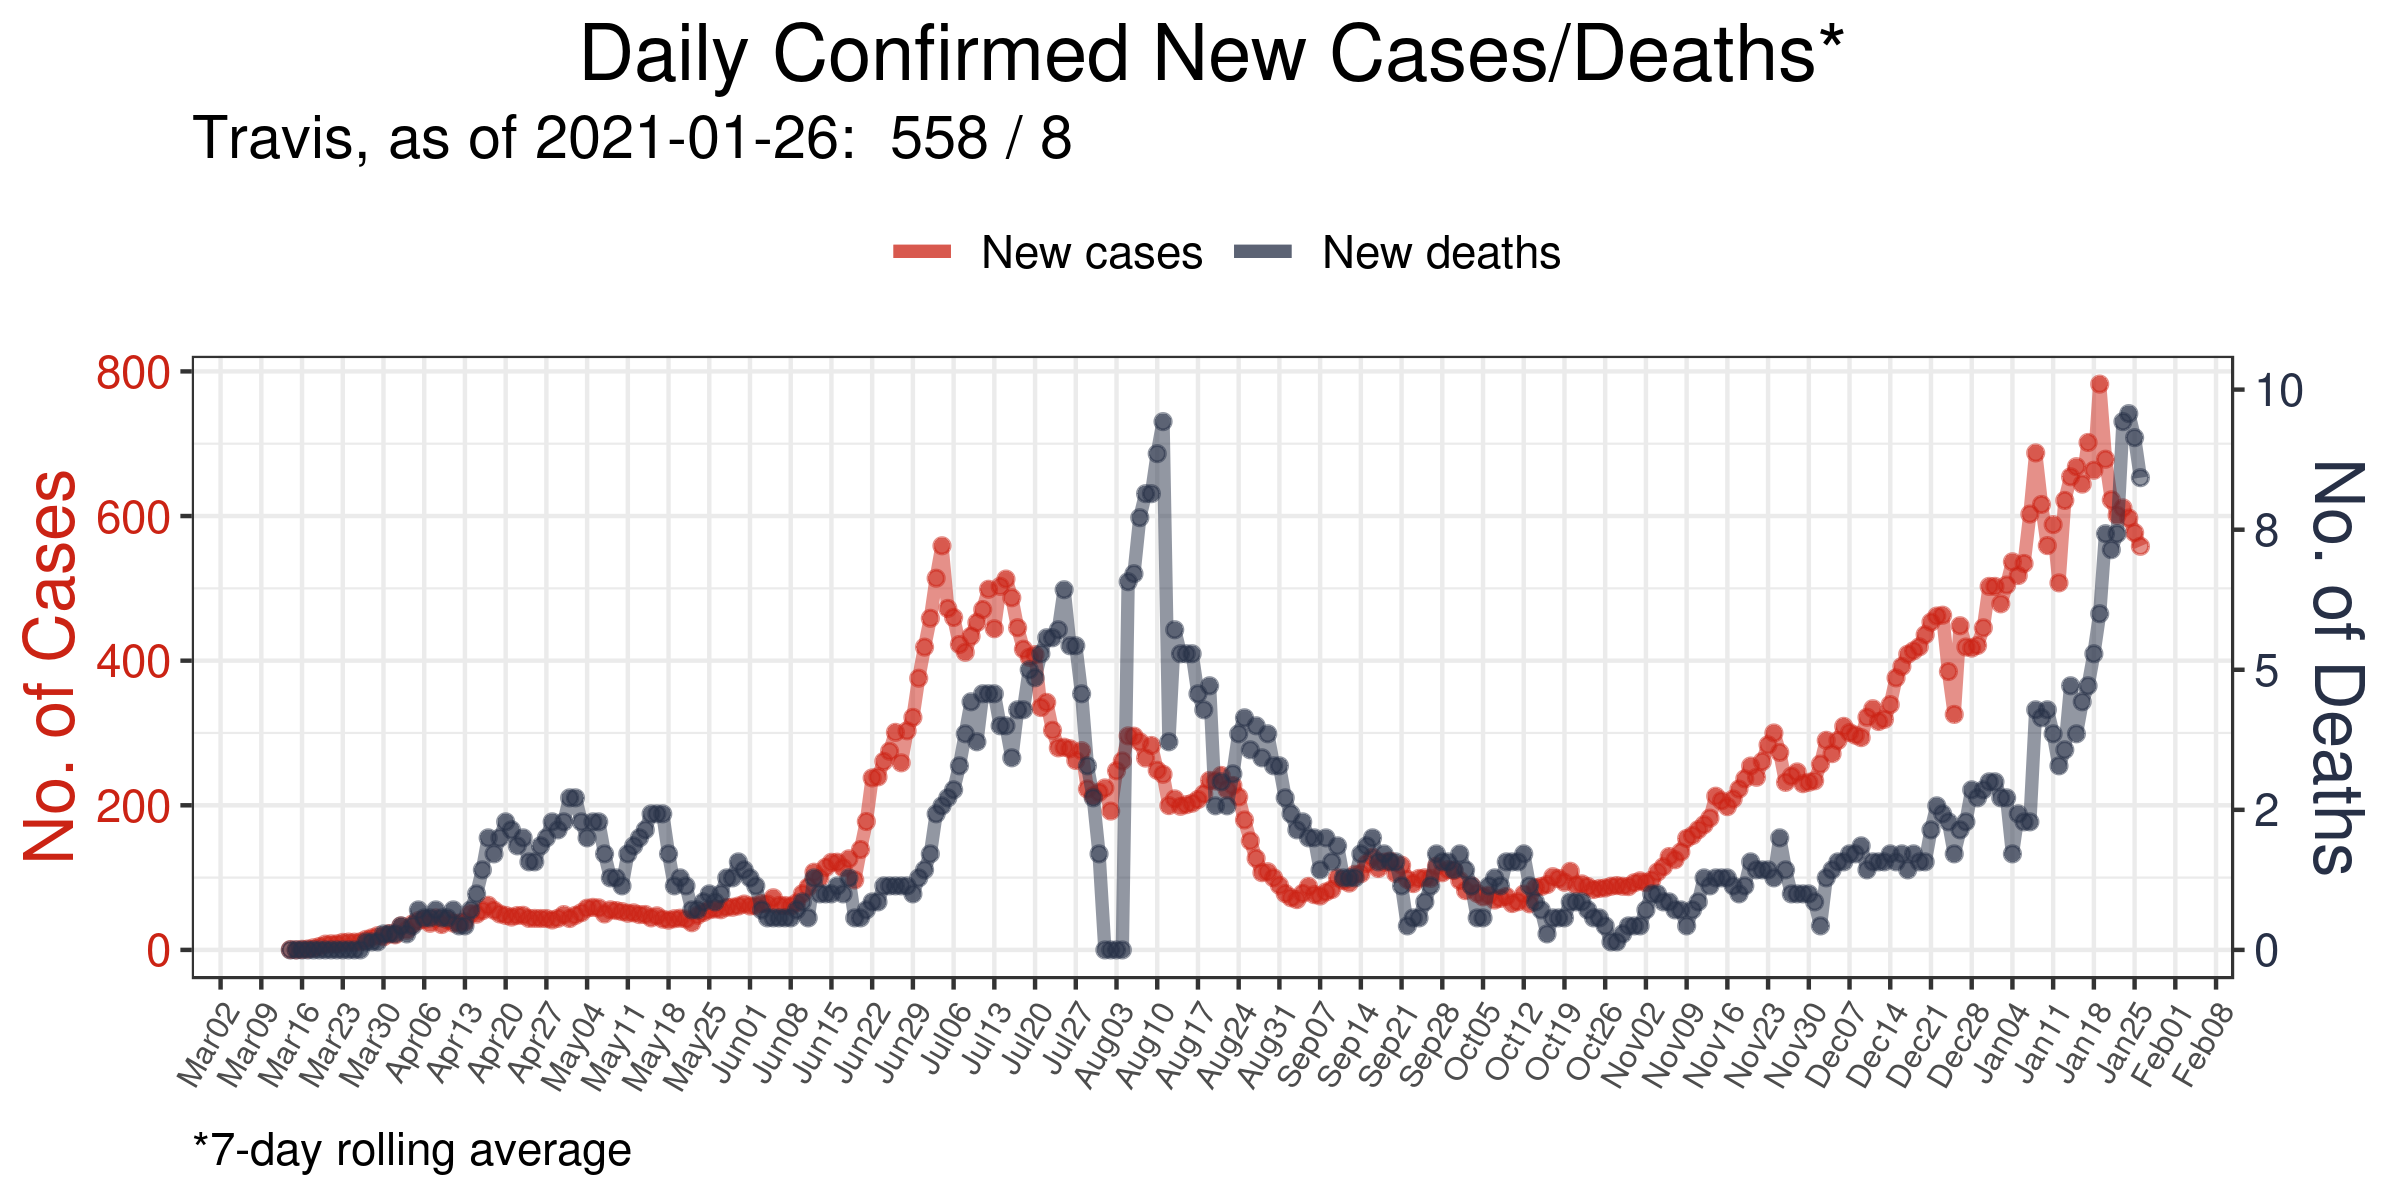 Daily Confirmed New Cases/Deaths*
Travis, as of 2021-01-26:  558 / 8
New cases New deaths
No. of Cases
800
600
400
200
0
10
8
5
2
0
No. of Deaths
Mar02 Mar09 Mar16 Mar23 Mar30 Apr06 Apr13 Apr20 Apr27 May04 May11 May18 May25 Jun01 Jun08 Jun15 Jun22 Jun29 Jul06 Jul13 Jul20 Jul27 Aug03 Aug10 Aug17 Aug24 Aug31 Sep07 Sep14 Sep21 Sep28 Oct05 Oct12 Oct19 Oct26 Nov02 Nov09 Nov16 Nov23 Nov30 Dec07 Dec14 Dec21 Dec28 Jan04 Jan11 Jan18 Jan25 Feb01 Feb08
*7-day rolling average